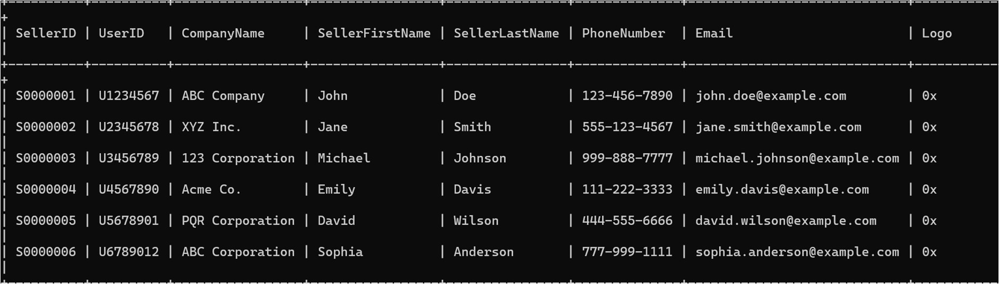 +----------+----------+-----------------+-----------------+----------------+--------------+-----------------------------+-----------
+
| SellerID | UserID   | CompanyName     | SellerFirstName | SellerLastName | PhoneNumber  | Email                       | Logo
|
+----------+----------+-----------------+-----------------+----------------+--------------+-----------------------------+-----------
+
| S0000001 | U1234567 | ABC Company     | John            | Doe            | 123-456-7890 | john.doe@example.com        | 0x
|
| S0000002 | U2345678 | XYZ Inc.        | Jane            | Smith          | 555-123-4567 | jane.smith@example.com      | 0x
|
| S0000003 | U3456789 | 123 Corporation | Michael         | Johnson        | 999-888-7777 | michael.johnson@example.com | 0x
|
| S0000004 | U4567890 | Acme Co.        | Emily           | Davis          | 111-222-3333 | emily.davis@example.com     | 0x
|
| S0000005 | U5678901 | PQR Corporation | David           | Wilson         | 444-555-6666 | david.wilson@example.com    | 0x
|
| S0000006 | U6789012 | ABC Corporation | Sophia          | Anderson       | 777-999-1111 | sophia.anderson@example.com | 0x
|
+----------+----------+-----------------+-----------------+----------------+--------------+-----------------------------+-----------